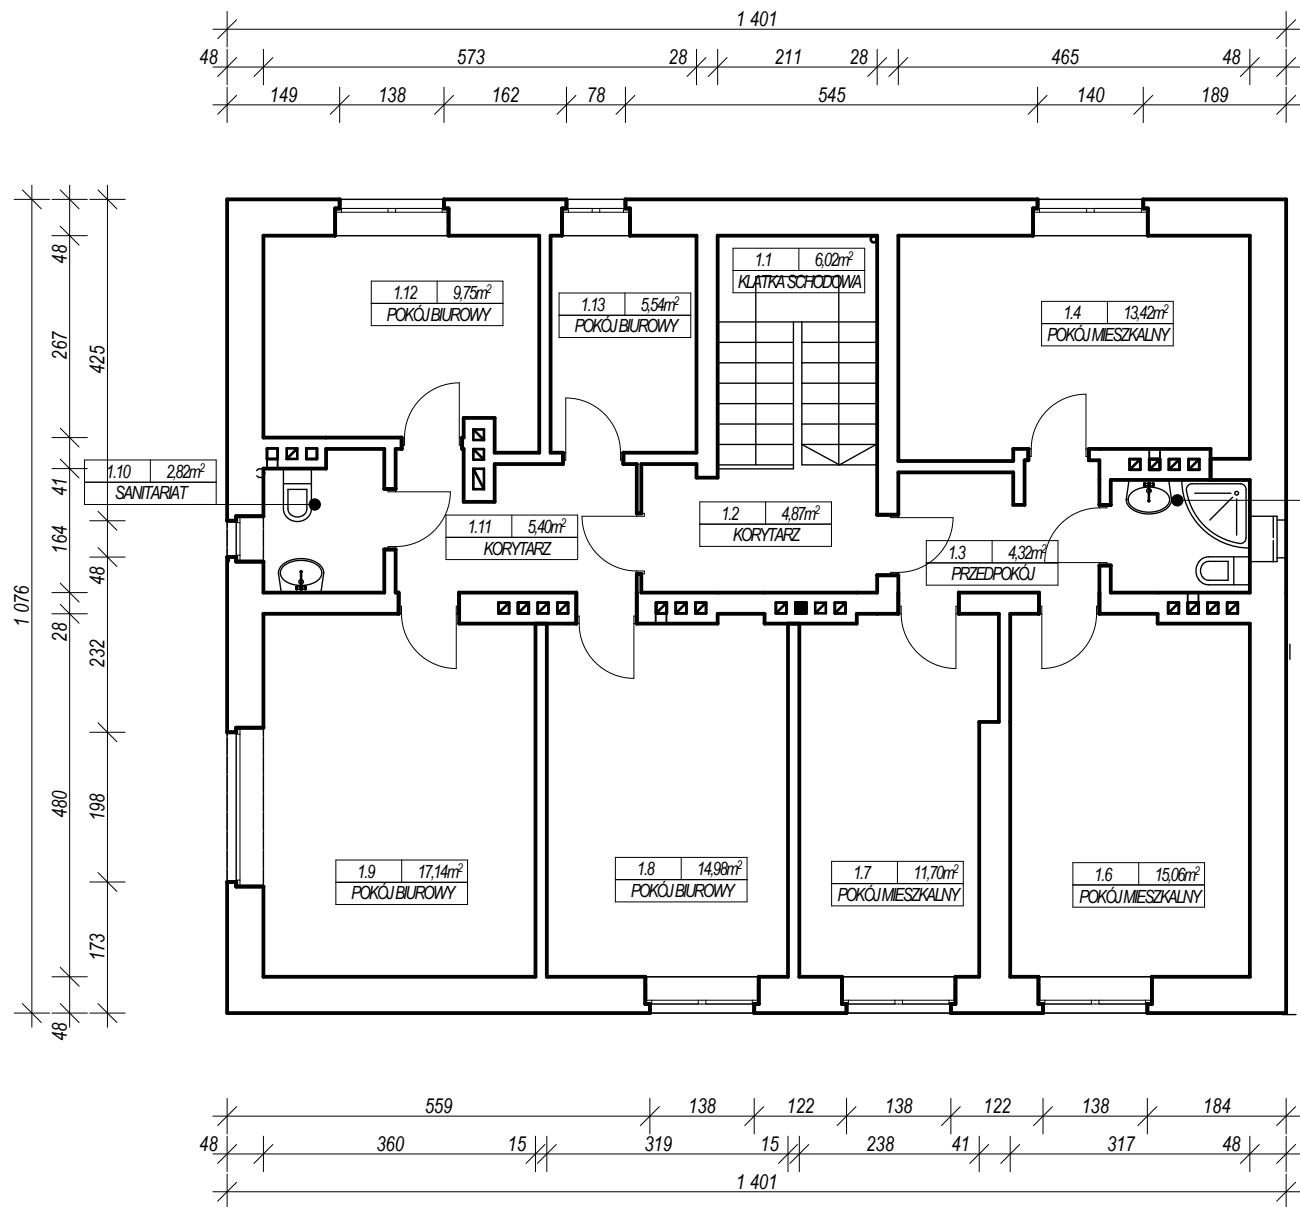 1 401
48 573 28 211 28 465 48
149 138 162 78 545 140 189
1.1 6,02m²
KLATKA SCHODOWA
1.12 9,75m²
POKÓJ BIUROWY
1.13 5,54m²
POKÓJ BIUROWY
1.4 13,42m²
POKÓJ MIESZKALNY
1.10 2,82m²
SANITARIAT
1.11 5,40m²
KORYTARZ
1.2 4,87m²
KORYTARZ
1.3 4,32m²
PRZEDPOKÓJ
1.9 17,14m²
POKÓJ BIUROWY
1.8 14,98m²
POKÓJ BIUROWY
1.7 11,70m²
POKÓJ MIESZKALNY
1.6 15,06m²
POKÓJ MIESZKALNY
1 076
48 267 41 164 28 480 48
425 48 232 198 173
559 138 122 138 122 138 184
48 360 15 319 15 238 41 317 48
1 401